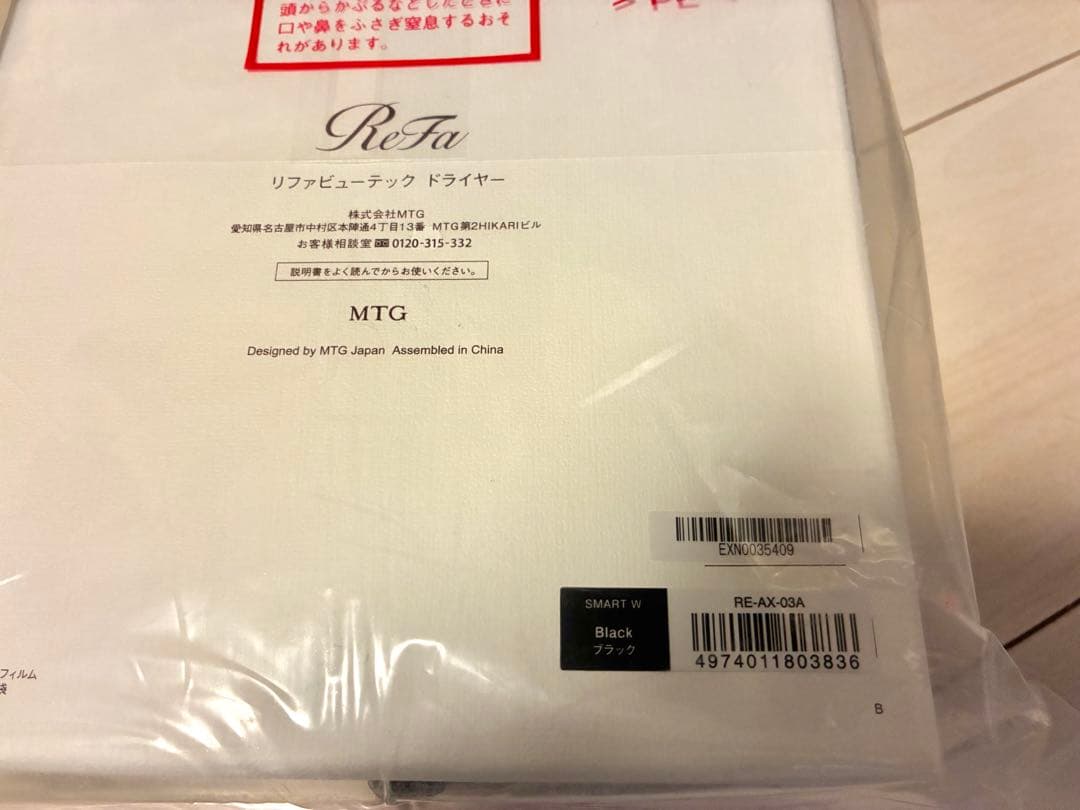 頭からかぶるなどしたときに
口や鼻をふさぎ窒息するおそ
れがあります。
PE
ReFa
リファビューテック ドライヤー
株式会社MTG
愛知県名古屋市中村区本陣通4丁目13番 MTG第2HIKARIビル
お客様相談室 0120-315-332
説明書をよく読んでからお使いください。
MTG
Designed by MTG Japan Assembled in China
EXN0035409
SMART W
Black
ブラック
RE-AX-03A
4974011803836
フィルム
袋
B